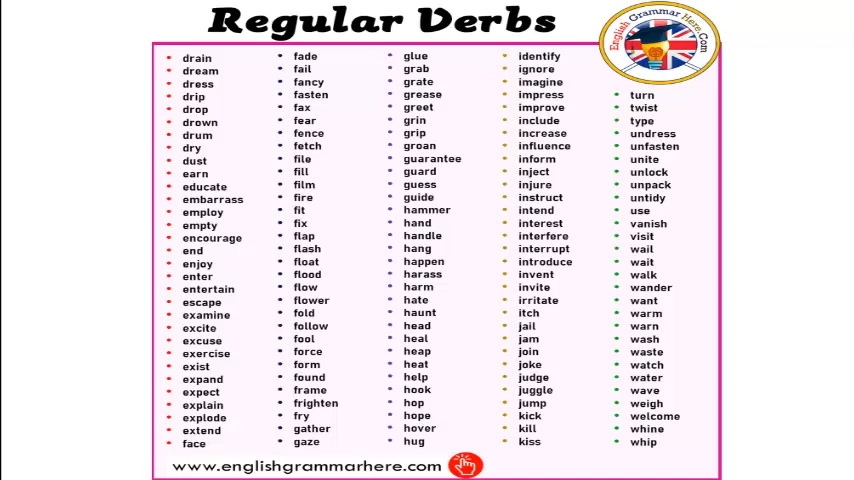 Regular Verbs
English Grammar Here.Com
drain
dream
dress
drip
drop
drown
drum
dry
dust
earn
educate
embarrass
employ
empty
encourage
end
enjoy
enter
entertain
escape
examine
excite
excuse
exercise
exist
expand
expect
explain
explode
extend
face
fade
fail
fancy
fasten
fax
fear
fence
fetch
file
fill
film
fire
fit
fix
flap
flash
float
flood
flow
flower
fold
follow
fool
force
form
found
frame
frighten
fry
gather
gaze
glue
grab
grate
grease
greet
grin
grip
groan
guarantee
guard
guess
guide
hammer
hand
handle
hang
happen
harass
harm
hate
haunt
head
heal
heap
heat
help
hook
hop
hope
hover
hug
identify
ignore
imagine
impress
improve
include
increase
influence
inform
inject
injure
instruct
intend
interest
interfere
interrupt
introduce
invent
invite
irritate
itch
jail
jam
join
joke
judge
juggle
jump
kick
kill
kiss
turn
twist
type
undress
unfasten
unite
unlock
unpack
untidy
use
vanish
visit
wail
wait
walk
wander
want
warm
warn
wash
waste
watch
water
wave
weigh
welcome
whine
whip
www.englishgrammarhere.com